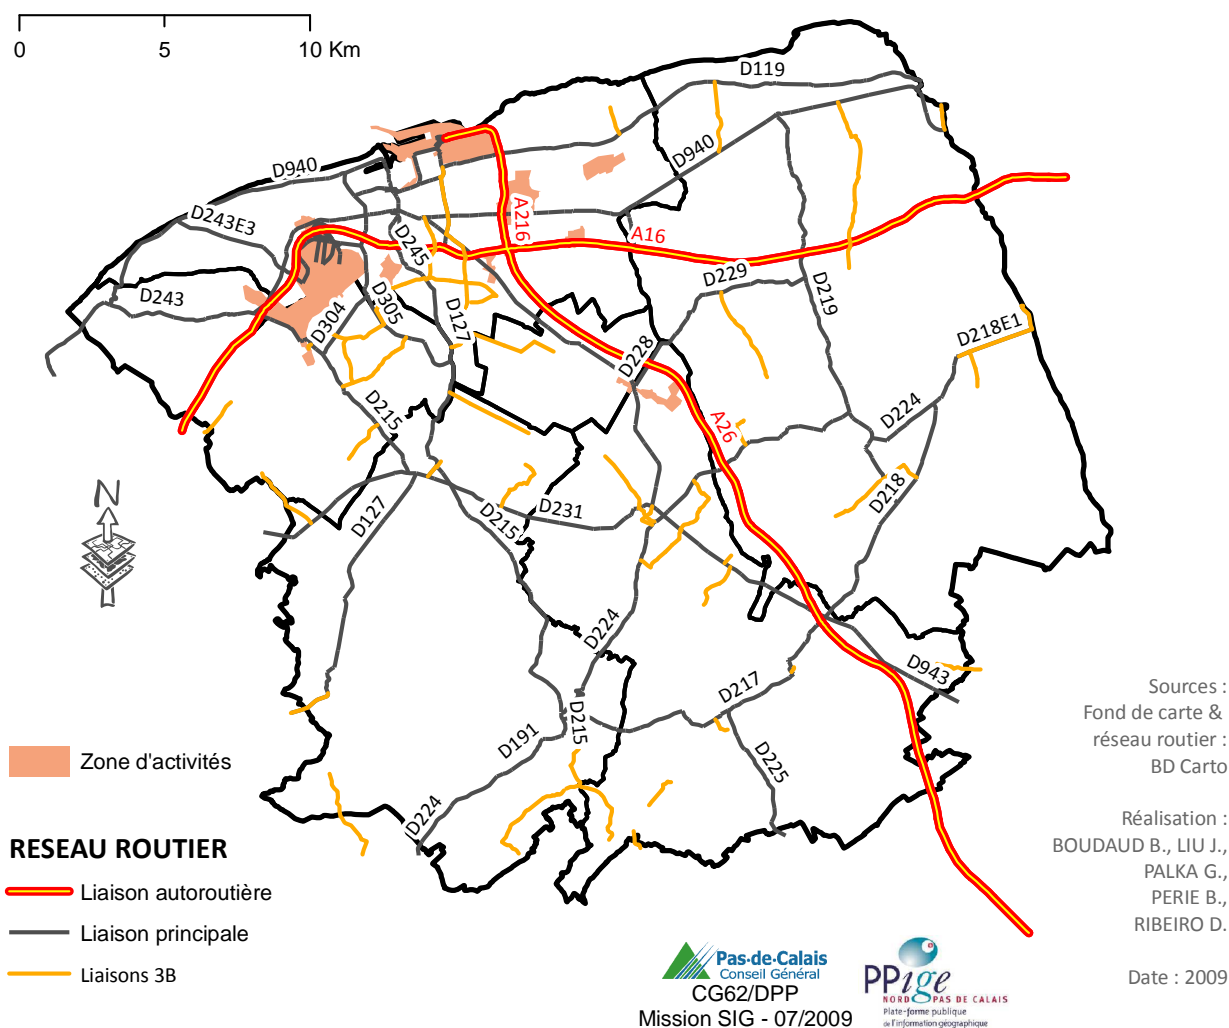 0 5 10 Km
D119
D940
D940
D243E3
A216
A16
D245
D229
D243
D219
D304
D305
D127
D218E1
D228
D215
A26
D224
D218
D127
D215
D231
D224
D943
D217
D215
D191
D225
D224
N
Zone d'activités
RESEAU ROUTIER
Liaison autoroutière
Liaison principale
Liaisons 3B
Sources :
Fond de carte &
réseau routier :
BD Carto
Réalisation :
BOUDAUD B., LIU J.,
PALKA G.,
PERIE B.,
RIBEIRO D.
Date : 2009
Pas-de-Calais
Conseil Général
CG62/DPP
Mission SIG - 07/2009
PPige
NORD PAS DE CALAIS
Plate-forme publique
de l'information géographique